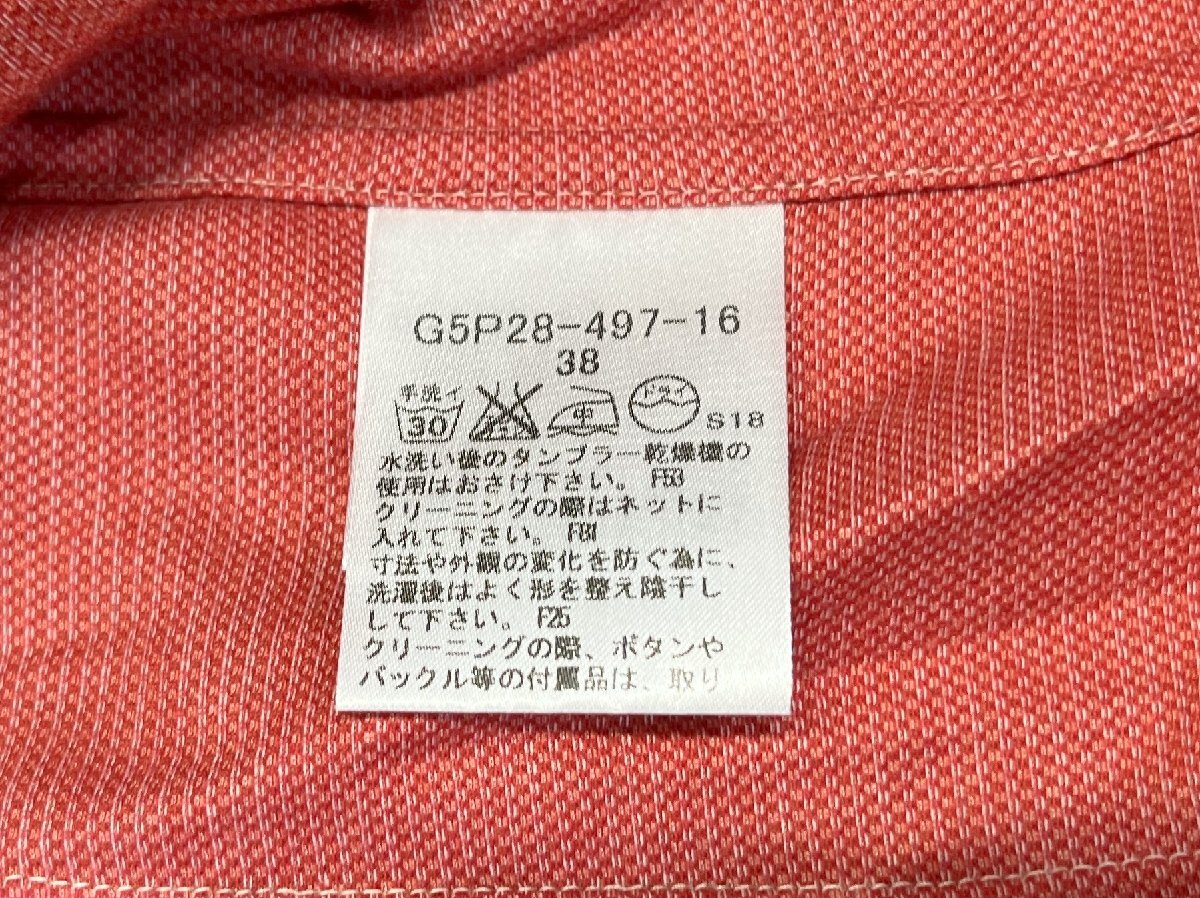 G5P28-497-16
38
手洗イ
30 中 ドライ S18
水洗い後のタンブラー乾燥機の
使用はおさけ下さい。 F53
クリーニングの際はネットに
入れて下さい。
寸法や外観の変化を防ぐ為に、
洗濯後はよく形を整え陰干し
して下さい。 F25
クリーニングの際、ボタンや
バックル等の付属品は、取り